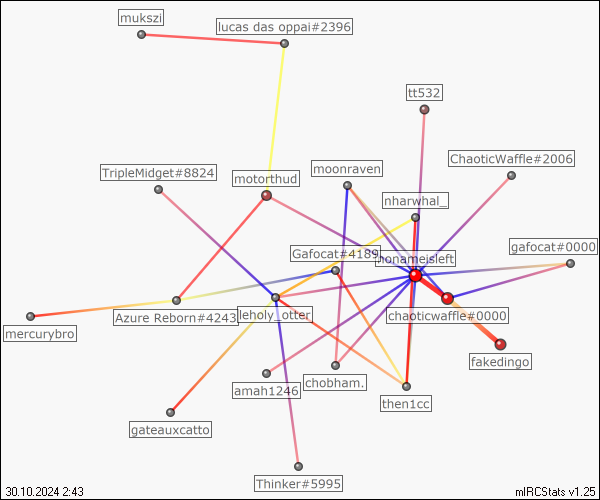 mukszi
lucas das oppai#2396
tt532
ChaoticWaffle#2006
TripleMidget#8824
moonraven
motorthud
nharwhal_
gafocat#0000
Gafocat#4189
nonamejsleft
leholy_otter
chaoticwaffle#0000
Azure Reborn#4243
mercurybro
fakedingo
amah1246
chobham.
then1cc
gateauxcatto
Thinker#5995
30.10.2024 2:43
mIRCStats v1.25